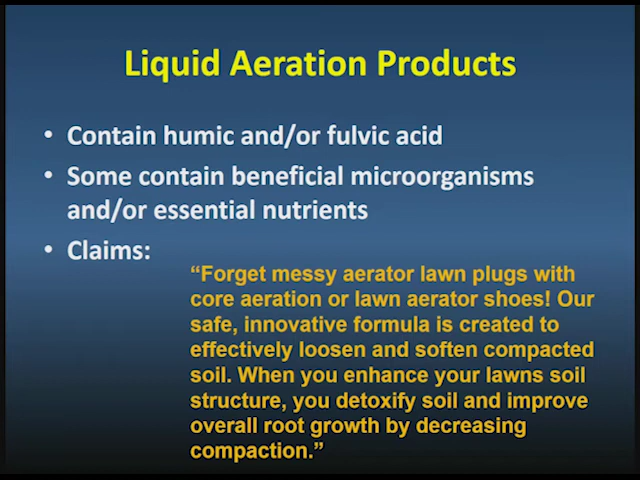 Liquid Aeration Products
• Contain humic and/or fulvic acid
• Some contain beneficial microorganisms
and/or essential nutrients
• Claims:
“Forget messy aerator lawn plugs with
core aeration or lawn aerator shoes! Our
safe, innovative formula is created to
effectively loosen and soften compacted
soil. When you enhance your lawns soil
structure, you detoxify soil and improve
overall root growth by decreasing
compaction.”